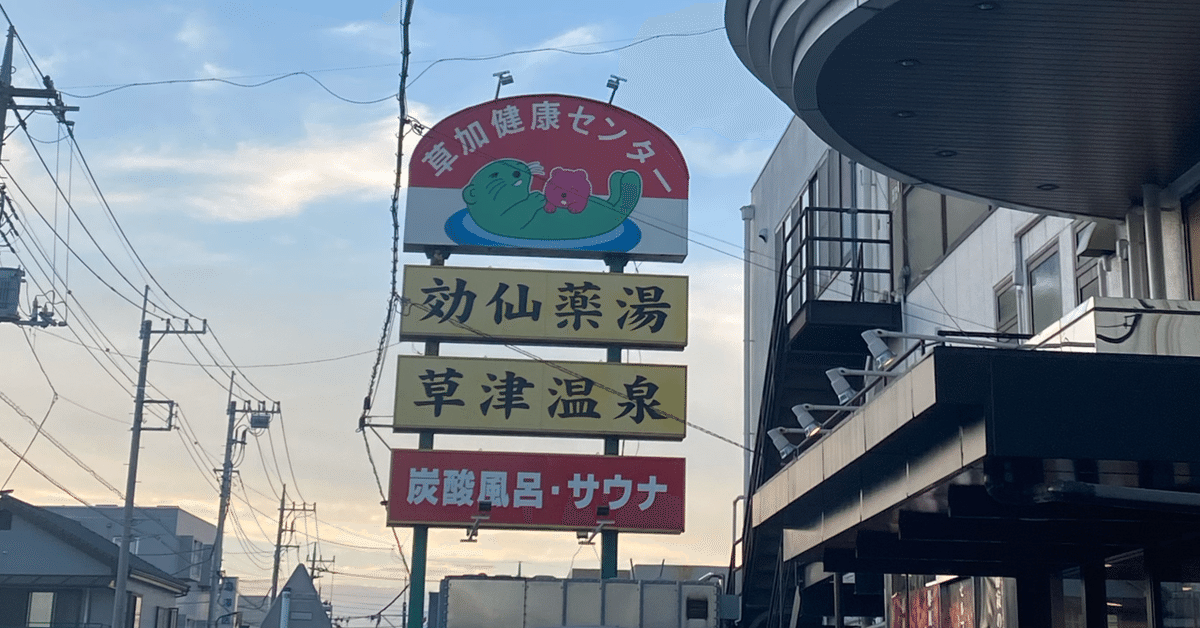 草加健康センター
効仙薬湯
草津温泉
炭酸風呂・サウナ